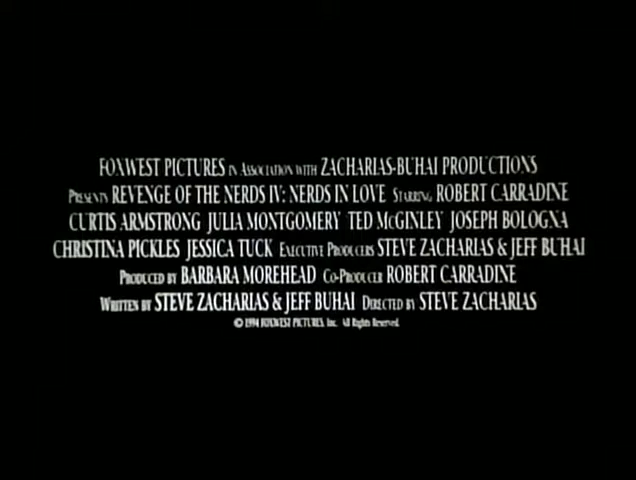 FOXWEST PICTURES IN ASSOCIATION WITH ZACHARIAS-BUHAI PRODUCTIONS
PRESENTS REVENGE OF THE NERDS IV: NERDS IN LOVE STARRING ROBERT CARRADINE
CURTIS ARMSTRONG JULIA MONTGOMERY TED McGINLEY JOSEPH BOLOGNA
CHRISTINA PICKLES JESSICA TUCK EXECUTIVE PRODUCERS STEVE ZACHARIAS & JEFF BUHAI
PRODUCED BY BARBARA MOREHEAD CO-PRODUCER ROBERT CARRADINE
WRITTEN BY STEVE ZACHARIAS & JEFF BUHAI DIRECTED BY STEVE ZACHARIAS
© 1994 FOXWEST PICTURES, Inc. All Rights Reserved.